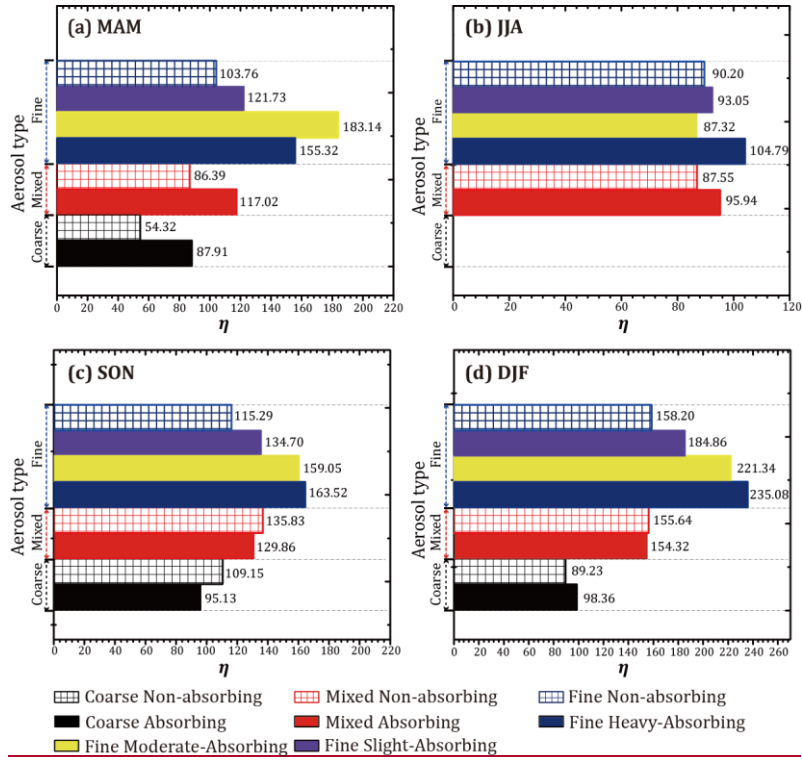 (a) MAM
Aerosol type
Fine
Mixed
Coarse
103.76
121.73
183.14
155.32
86.39
117.02
54.32
87.91
0 20 40 60 80 100 120 140 160 180 200 220
η
(b) JJA
Aerosol type
Fine
Mixed
Coarse
90.20
93.05
87.32
104.79
87.55
95.94
0 20 40 60 80 100 120
η
(c) SON
Aerosol type
Fine
Mixed
Coarse
115.29
134.70
159.05
163.52
135.83
129.86
109.15
95.13
0 20 40 60 80 100 120 140 160 180 200 220
η
(d) DJF
Aerosol type
Fine
Mixed
Coarse
158.20
184.86
221.34
235.08
155.64
154.32
89.23
98.36
0 20 40 60 80 100 120 140 160 180 200 220 240 260
η
Coarse Non-absorbing Mixed Non-absorbing Fine Non-absorbing
Coarse Absorbing Mixed Absorbing Fine Heavy-Absorbing
Fine Moderate-Absorbing Fine Slight-Absorbing